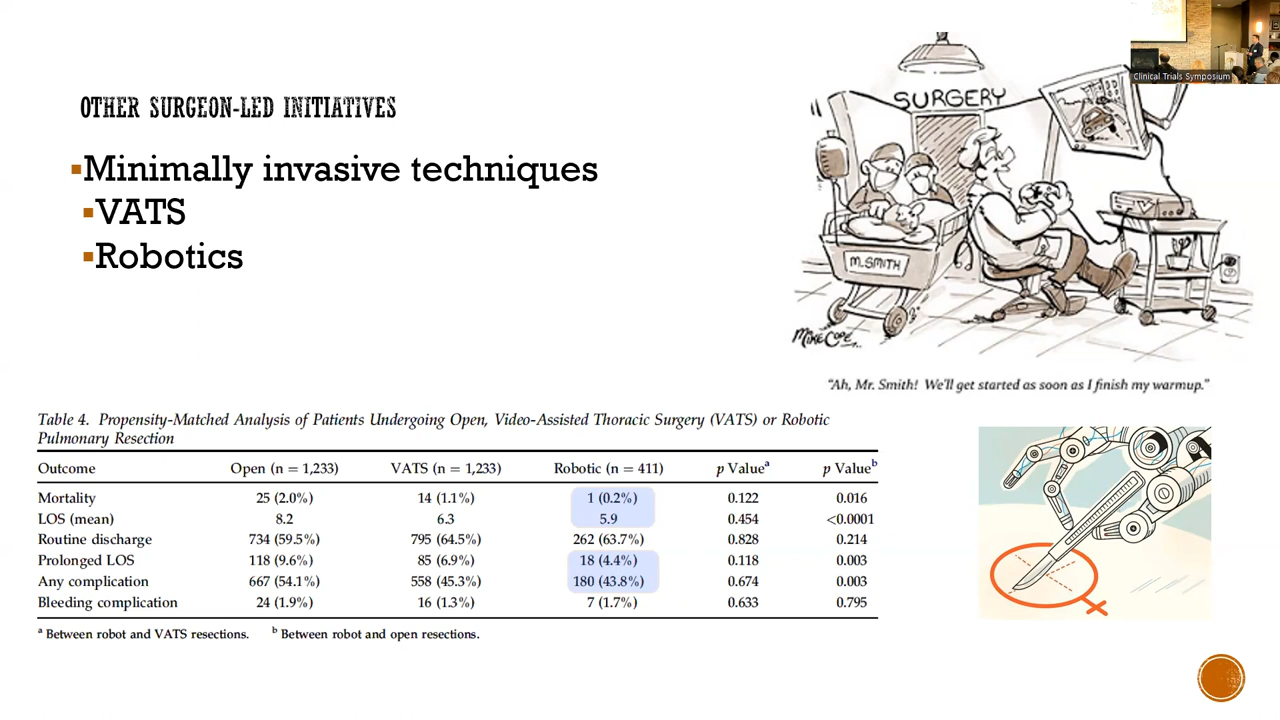 OTHER SURGEON-LED INITIATIVES
▪Minimally invasive techniques
▪VATS
▪Robotics
Clinical Trials Symposium
SURGERY
M.SMITH
MIKE COPE
"Ah, Mr. Smith! We'll get started as soon as I finish my warmup."
Table 4. Propensity-Matched Analysis of Patients Undergoing Open, Video-Assisted Thoracic Surgery (VATS) or Robotic
Pulmonary Resection
Outcome Open (n = 1,233) VATS (n = 1,233) Robotic (n = 411) p Valueᵃ p Valueᵇ
Mortality 25 (2.0%) 14 (1.1%) 1 (0.2%) 0.122 0.016
LOS (mean) 8.2 6.3 5.9 0.454 <0.0001
Routine discharge 734 (59.5%) 795 (64.5%) 262 (63.7%) 0.828 0.214
Prolonged LOS 118 (9.6%) 85 (6.9%) 18 (4.4%) 0.118 0.003
Any complication 667 (54.1%) 558 (45.3%) 180 (43.8%) 0.674 0.003
Bleeding complication 24 (1.9%) 16 (1.3%) 7 (1.7%) 0.633 0.795
ᵃ Between robot and VATS resections. ᵇ Between robot and open resections.